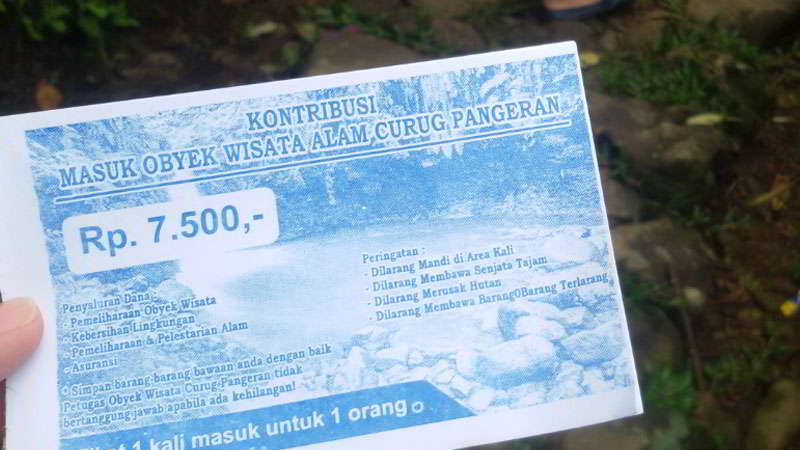 KONTRIBUSI
MASUK OBYEK WISATA ALAM CURUG PANGERAN
Rp. 7.500,-
Penyaluran Dana:
- Pemeliharaan Obyek Wisata
- Kebersihan Lingkungan
- Pemeliharaan & Pelestarian Alam
- Asuransi
* Simpan barang-barang bawaan anda dengan baik
Petugas Obyek Wisata Curug Pangeran tidak
bertanggung jawab apabila ada kehilangan!
Peringatan :
- Dilarang Mandi di Area Kali
- Dilarang Membawa Senjata Tajam
- Dilarang Merusak Hutan
- Dilarang Membawa Barang0Barang Terlarang
1 kali masuk untuk 1 orang